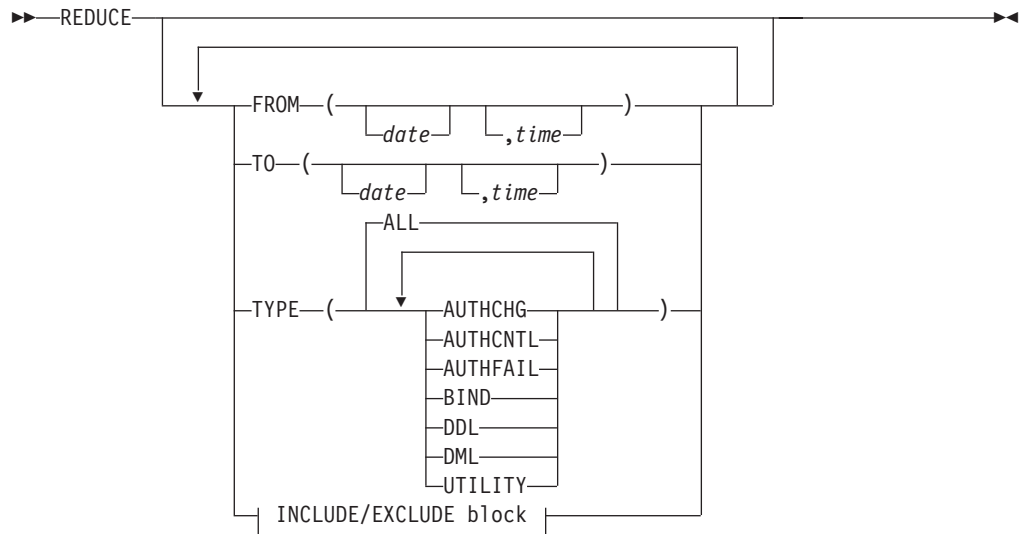 REDUCE
FROM ( date ,time )
TO ( date ,time )
ALL
TYPE ( AUTHCHG )
AUTHCNTL
AUTHFAIL
BIND
DDL
DML
UTILITY
INCLUDE/EXCLUDE block